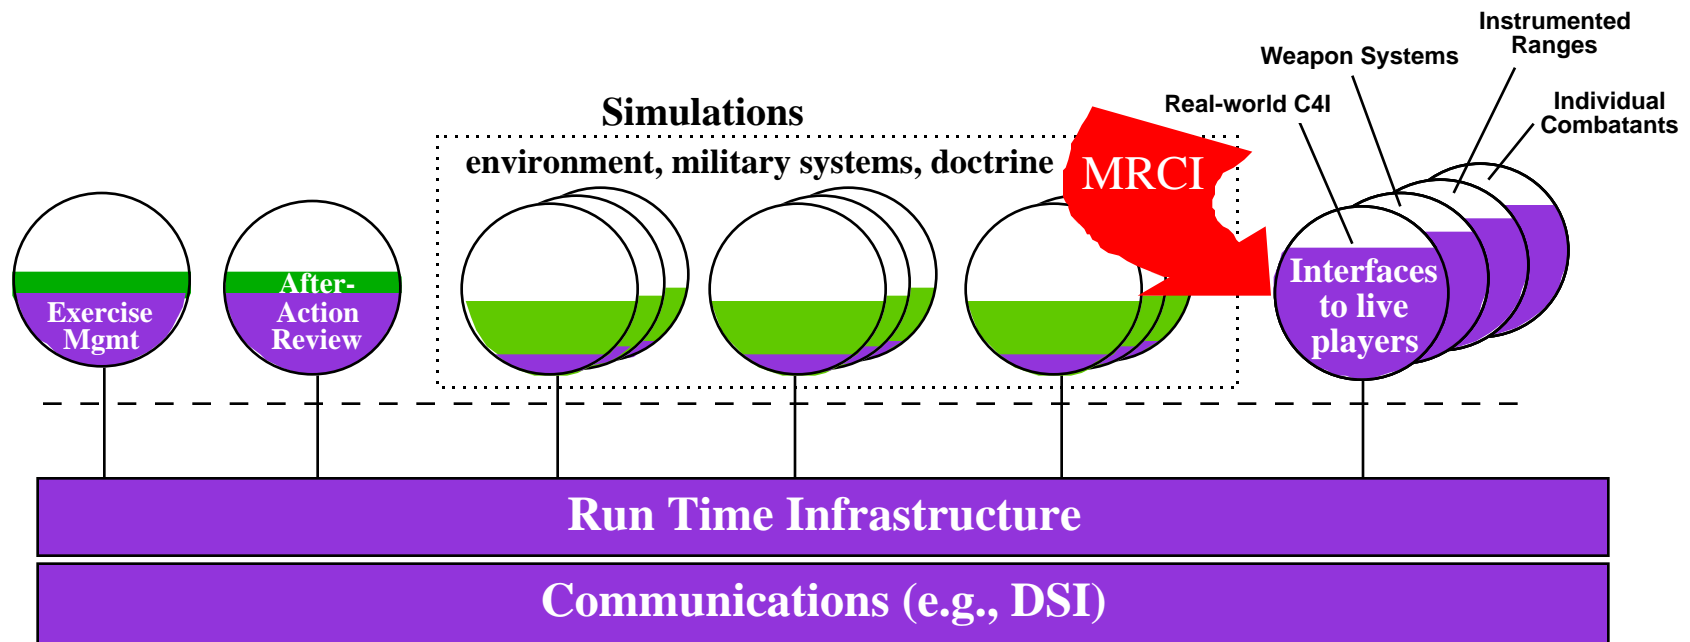 Instrumented
Ranges
Weapon Systems
Real-world C4I
Individual
Combatants
Simulations
environment, military systems, doctrine
MRCI
Exercise
Mgmt
After-
Action
Review
Interfaces
to live
players
Run Time Infrastructure
Communications (e.g., DSI)